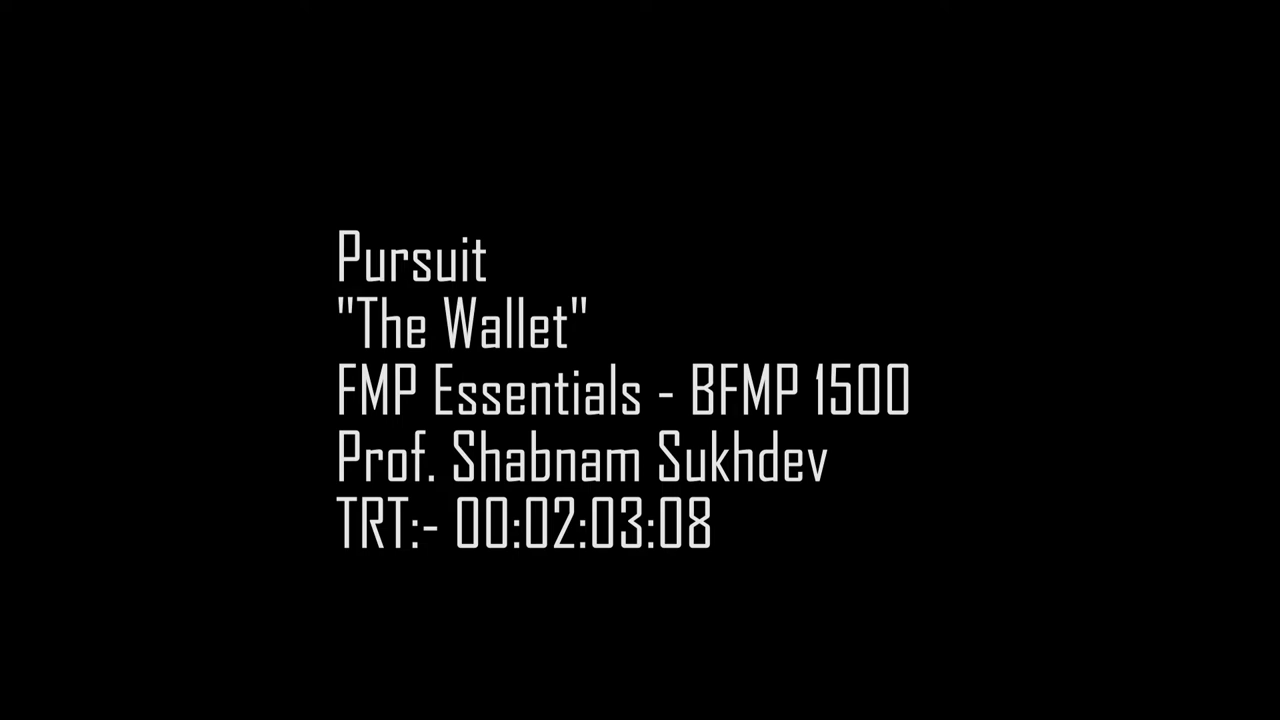 Pursuit
"The Wallet"
FMP Essentials - BFMP 1500
Prof. Shabnam Sukhdev
TRT:- 00:02:03:08